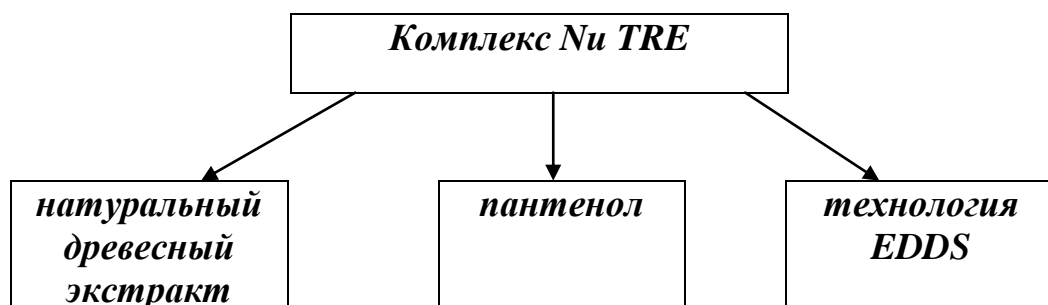 Комплекс Nu TRE
натуральный
древесный
экстракт
пантенол
технология
EDDS